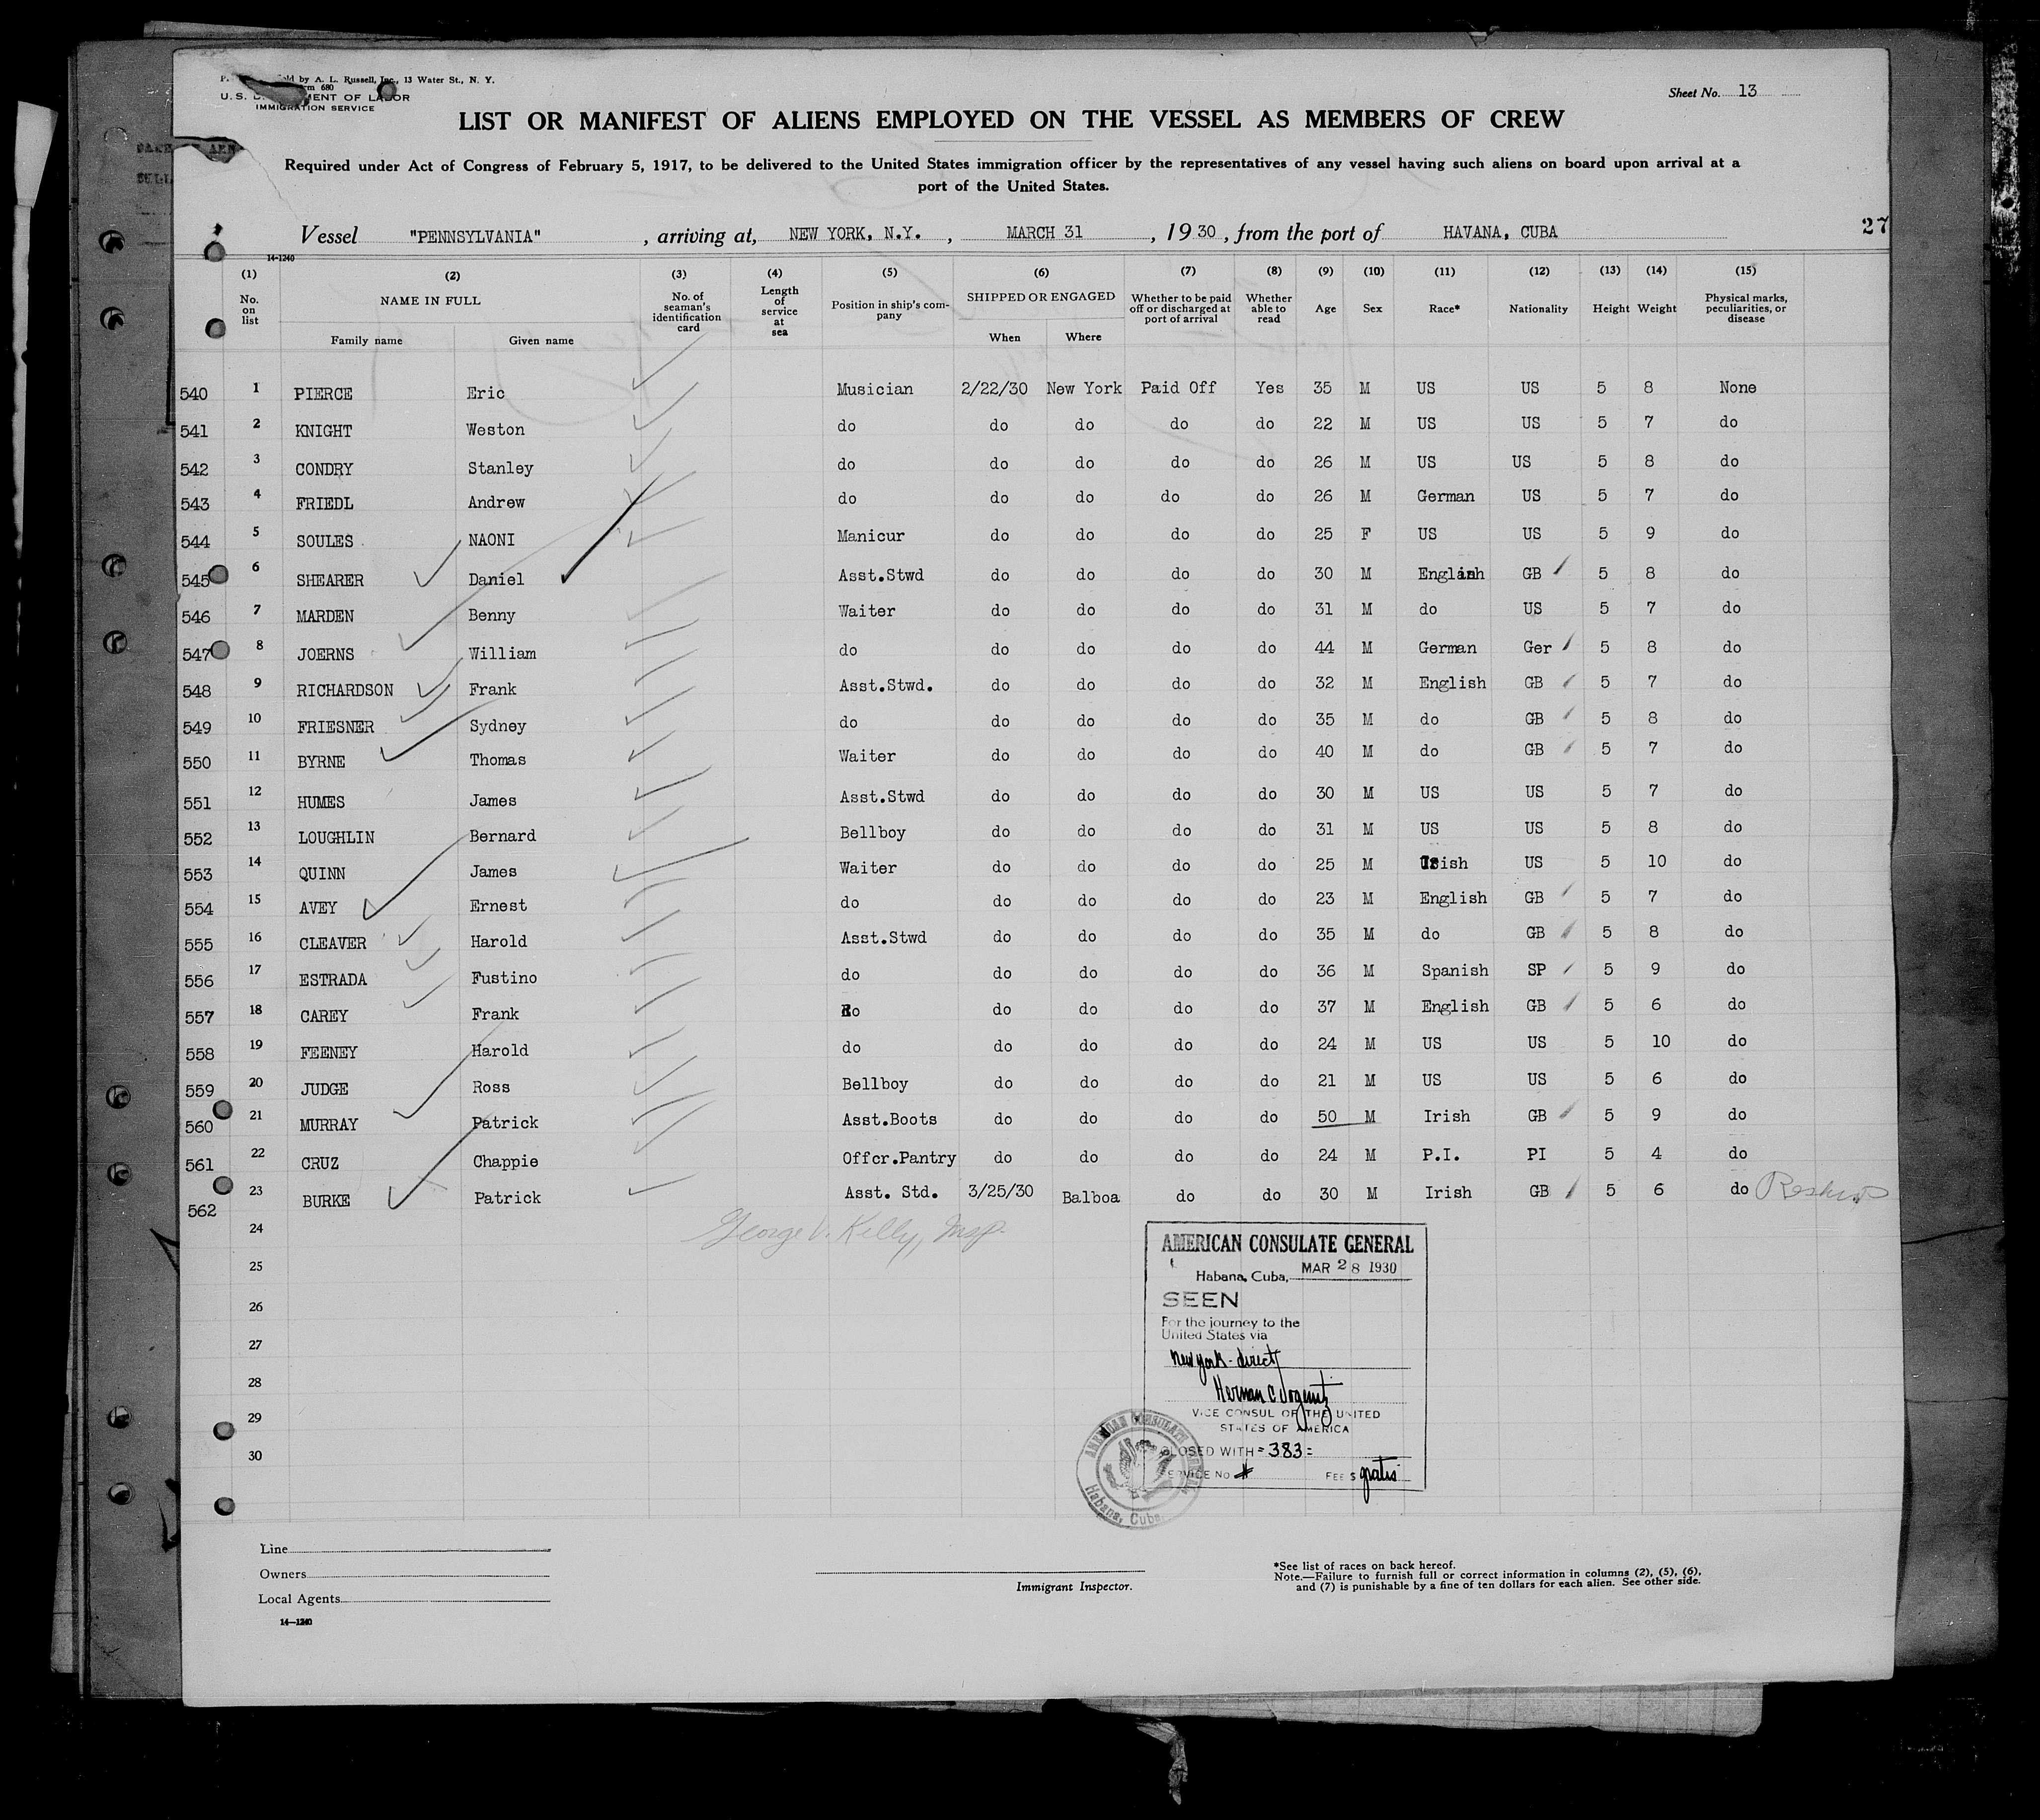 ld by A. L. Russell, Inc., 13 Water St., N. Y.
rm 680
U. S. D MENT OF LABOR
IMMIGRATION SERVICE
Sheet No. 13
LIST OR MANIFEST OF ALIENS EMPLOYED ON THE VESSEL AS MEMBERS OF CREW
Required under Act of Congress of February 5, 1917, to be delivered to the United States immigration officer by the representatives of any vessel having such aliens on board upon arrival at a
port of the United States.
Vessel "PENNSYLVANIA", arriving at, NEW YORK, N.Y., MARCH 31, 1930, from the port of HAVANA, CUBA
27
14-1240
(1) (2) (3) (4) (5) (6) (7) (8) (9) (10) (11) (12) (13) (14) (15)
No. on list NAME IN FULL Family name Given name No. of seaman's identification card Length of service at sea Position in ship's company SHIPPED OR ENGAGED When Where Whether to be paid off or discharged at port of arrival Whether able to read Age Sex Race* Nationality Height Weight Physical marks, peculiarities, or disease
540 1 PIERCE Eric Musician 2/22/30 New York Paid Off Yes 35 M US US 5 8 None
541 2 KNIGHT Weston do do do do do 22 M US US 5 7 do
542 3 CONDRY Stanley do do do do do 26 M US US 5 8 do
543 4 FRIEDL Andrew do do do do do 26 M German US 5 7 do
544 5 SOULES NAONI Manicur do do do do 25 F US US 5 9 do
545 6 SHEARER Daniel Asst.Stwd do do do do 30 M English GB 5 8 do
546 7 MARDEN Benny Waiter do do do do 31 M do US 5 7 do
547 8 JOERNS William do do do do do 44 M German Ger 5 8 do
548 9 RICHARDSON Frank Asst.Stwd. do do do do 32 M English GB 5 7 do
549 10 FRIESNER Sydney do do do do do 35 M do GB 5 8 do
550 11 BYRNE Thomas Waiter do do do do 40 M do GB 5 7 do
551 12 HUMES James Asst.Stwd do do do do 30 M US US 5 7 do
552 13 LOUGHLIN Bernard Bellboy do do do do 31 M US US 5 8 do
553 14 QUINN James Waiter do do do do 25 M Irish US 5 10 do
554 15 AVEY Ernest do do do do do 23 M English GB 5 7 do
555 16 CLEAVER Harold Asst.Stwd do do do do 35 M do GB 5 8 do
556 17 ESTRADA Fustino do do do do do 36 M Spanish SP 5 9 do
557 18 CAREY Frank do do do do do 37 M English GB 5 6 do
558 19 FEENEY Harold do do do do do 24 M US US 5 10 do
559 20 JUDGE Ross Bellboy do do do do 21 M US US 5 6 do
560 21 MURRAY Patrick Asst.Boots do do do do 50 M Irish GB 5 9 do
561 22 CRUZ Chappie Offcr.Pantry do do do do 24 M P.I. PI 5 4 do
562 23 BURKE Patrick Asst. Std. 3/25/30 Balboa do do 30 M Irish GB 5 6 do
24
George V. Kelly, Insp.
25
26
27
28
29
30
AMERICAN CONSULATE GENERAL
Habana, Cuba, MAR 28 1930
SEEN
For the journey to the
United States via
New York - direct
Herman C
VICE CONSUL OF THE UNITED
STATES OF AMERICA
CLOSED WITH = 383 =
SERVICE No FEE $ gratis
AMERICAN CONSULATE GENERAL
Habana, Cuba
Line
Owners
Local Agents
14-1240
Immigrant Inspector.
*See list of races on back hereof.
Note.—Failure to furnish full or correct information in columns (2), (5), (6),
and (7) is punishable by a fine of ten dollars for each alien. See other side.